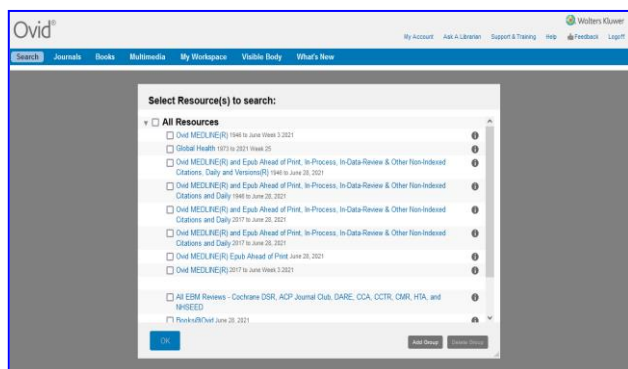 Ovid®
Wolters Kluwer
My Account Ask A Librarian Support & Training Help Feedback Logoff
Search Journals Books Multimedia My Workspace Visible Body What's New
Select Resource(s) to search:
All Resources
Ovid MEDLINE(R) 1946 to June Week 3 2021
Global Health 1973 to 2021 Week 25
Ovid MEDLINE(R) and Epub Ahead of Print, In-Process, In-Data-Review & Other Non-Indexed
Citations, Daily and Versions(R) 1946 to June 28, 2021
Ovid MEDLINE(R) and Epub Ahead of Print, In-Process, In-Data-Review & Other Non-Indexed
Citations and Daily 1946 to June 28, 2021
Ovid MEDLINE(R) and Epub Ahead of Print, In-Process, In-Data-Review & Other Non-Indexed
Citations and Daily 2017 to June 28, 2021
Ovid MEDLINE(R) and Epub Ahead of Print, In-Process, In-Data-Review & Other Non-Indexed
Citations and Daily 2017 to June 28, 2021
Ovid MEDLINE(R) Epub Ahead of Print June 28, 2021
Ovid MEDLINE(R) 2017 to June Week 3 2021
All EBM Reviews - Cochrane DSR, ACP Journal Club, DARE, CCA, CCTR, CMR, HTA, and
NHSEED
Books@Ovid June 28, 2021
OK
Add Group Delete Group